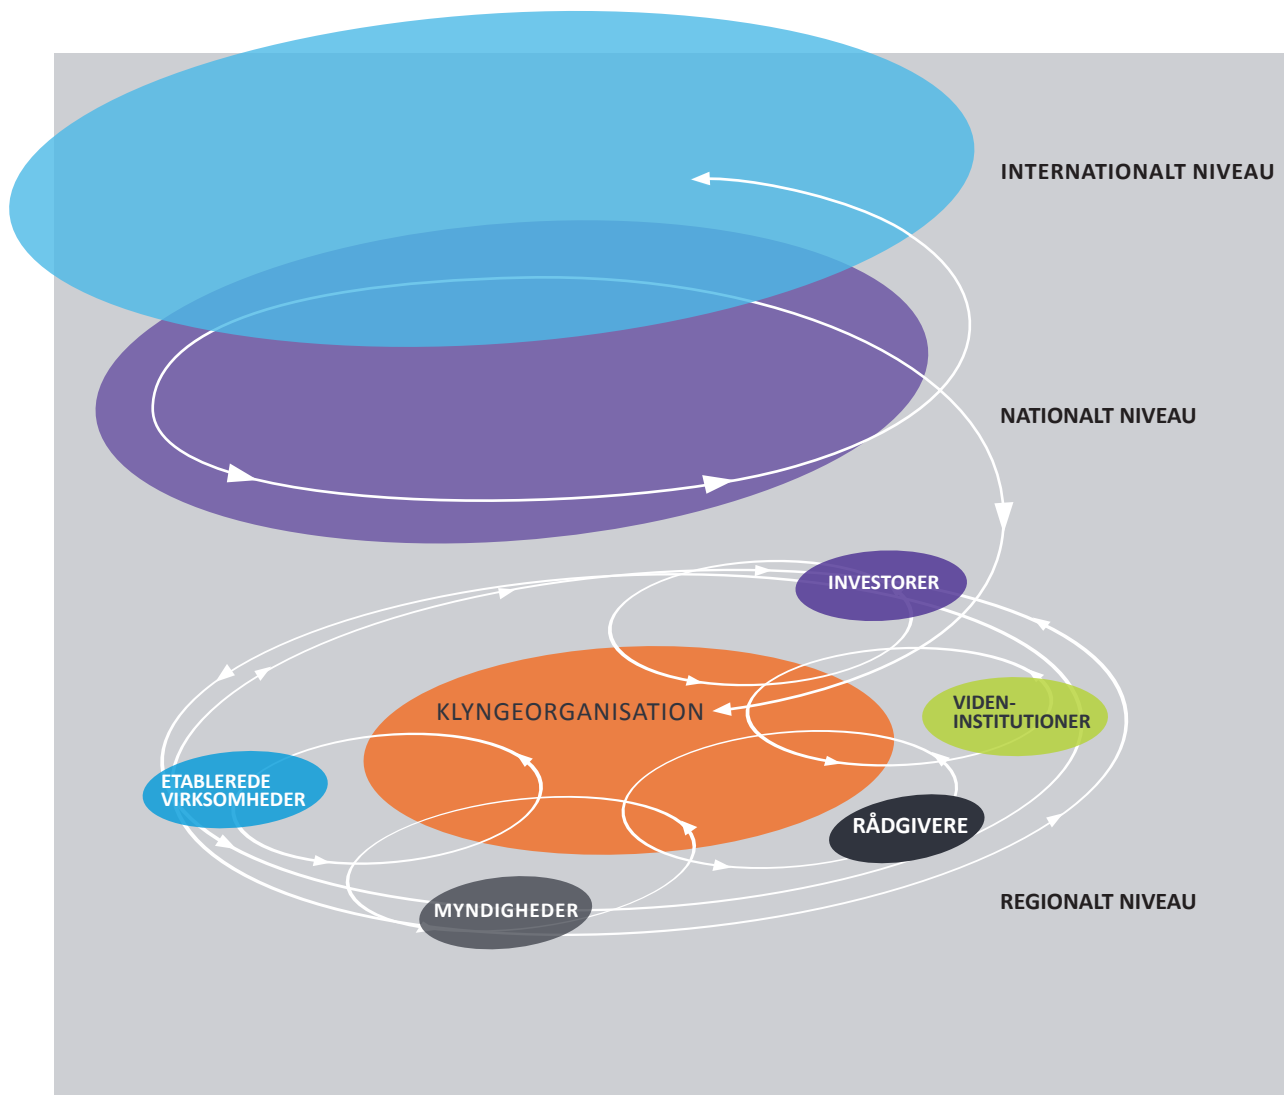 INTERNATIONALT NIVEAU
NATIONALT NIVEAU
INVESTORER
KLYNGEORGANISATION
VIDEN-
INSTITUTIONER
ETABLEREDE
VIRKSOMHEDER
RÅDGIVERE
MYNDIGHEDER
REGIONALT NIVEAU